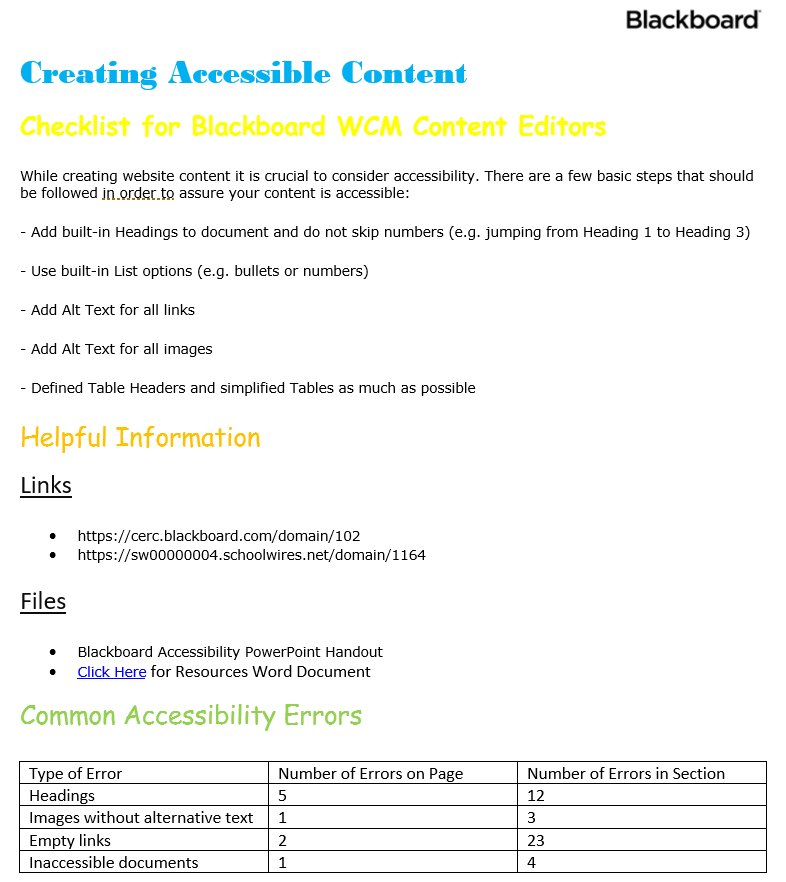 Blackboard
Creating Accessible Content
Checklist for Blackboard WCM Content Editors
While creating website content it is crucial to consider accessibility. There are a few basic steps that should
be followed in order to assure your content is accessible:
- Add built-in Headings to document and do not skip numbers (e.g. jumping from Heading 1 to Heading 3)
- Use built-in List options (e.g. bullets or numbers)
- Add Alt Text for all links
- Add Alt Text for all images
- Defined Table Headers and simplified Tables as much as possible
Helpful Information
Links
• https://cerc.blackboard.com/domain/102
• https://sw00000004.schoolwires.net/domain/1164
Files
• Blackboard Accessibility PowerPoint Handout
• Click Here for Resources Word Document
Common Accessibility Errors
Type of Error Number of Errors on Page Number of Errors in Section
Headings 5 12
Images without alternative text 1 3
Empty links 2 23
Inaccessible documents 1 4